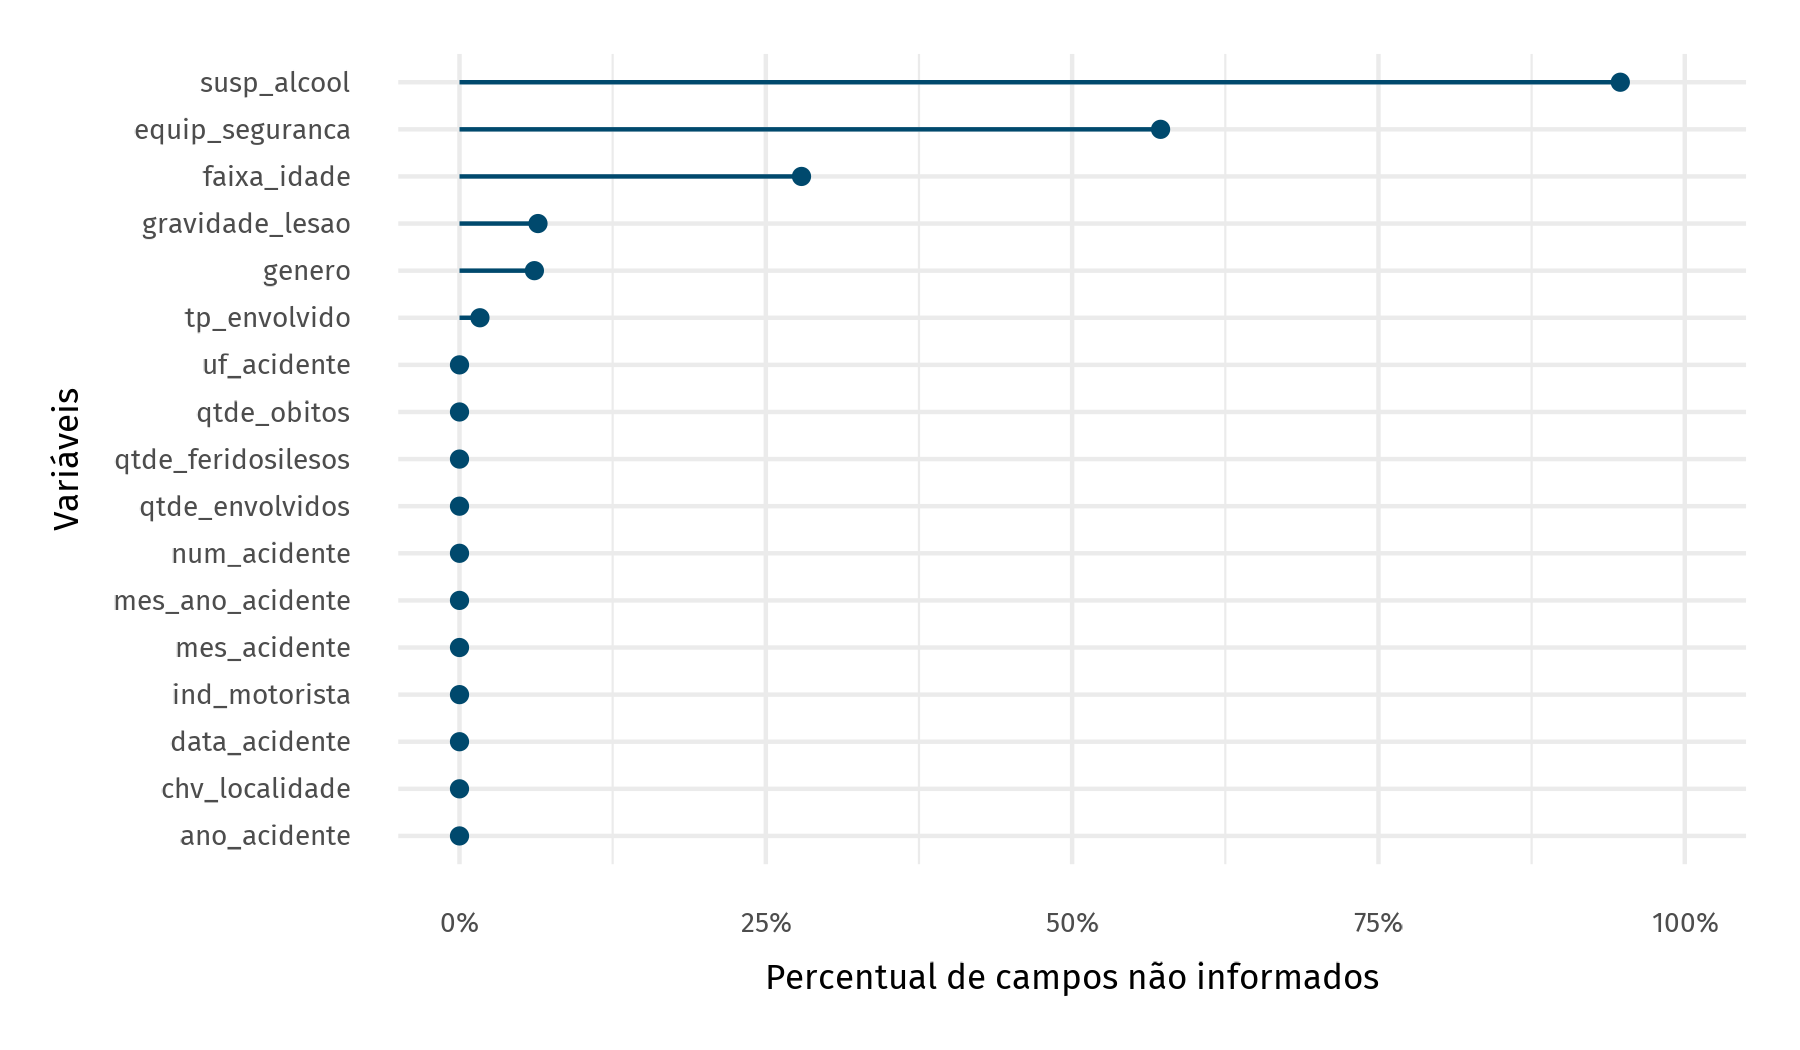 susp_alcool
equip_seguranca
faixa_idade
gravidade_lesao
genero
tp_envolvido
uf_acidente
qtde_obitos
qtde_feridosilesos
qtde_envolvidos
num_acidente
mes_ano_acidente
mes_acidente
ind_motorista
data_acidente
chv_localidade
ano_acidente
Variáveis
0% 25% 50% 75% 100%
Percentual de campos não informados